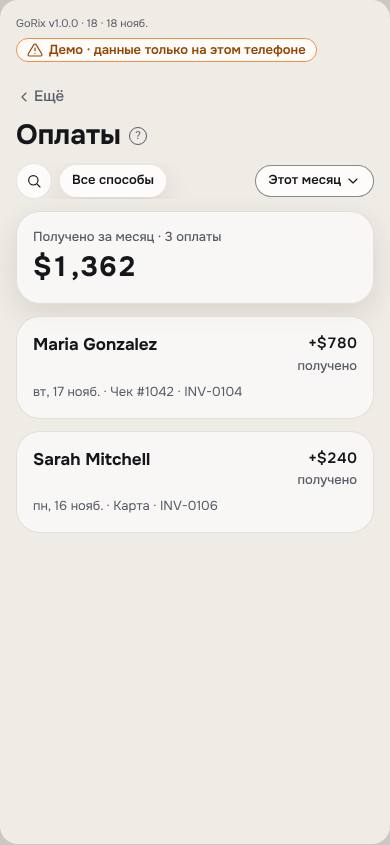 GoRix v1.0.0 · 18 · 18 нояб.
Демо · данные только на этом телефоне
Ещё
Оплаты ?
Все способы
Этот месяц
Получено за месяц · 3 оплаты
$1,362
Maria Gonzalez
+$780
получено
вт, 17 нояб. · Чек #1042 · INV-0104
Sarah Mitchell
+$240
получено
пн, 16 нояб. · Карта · INV-0106